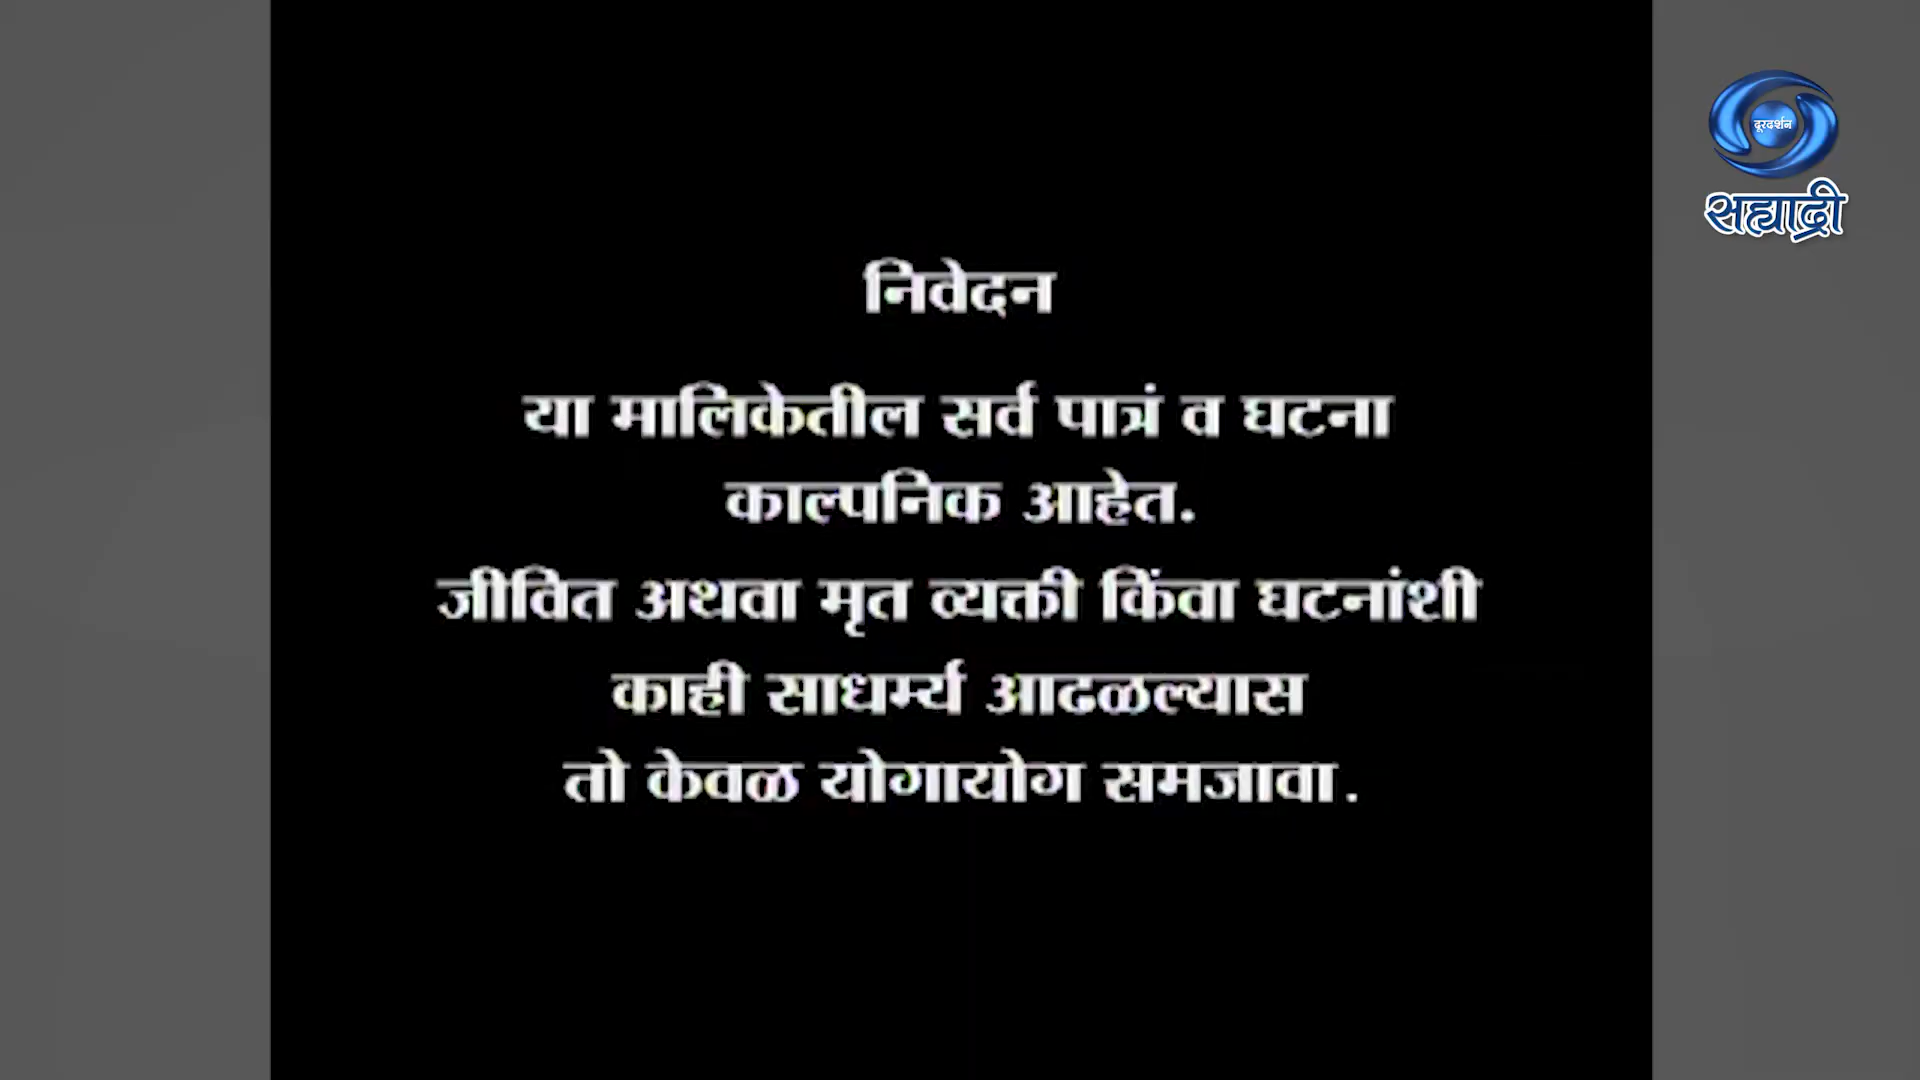 दूरदर्शन
सह्याद्री
निवेदन
या मालिकेतील सर्व पात्रं व घटना
काल्पनिक आहेत.
जीवित अथवा मृत व्यक्ती किंवा घटनांशी
काही साधर्म्य आढळल्यास
तो केवळ योगायोग समजावा.